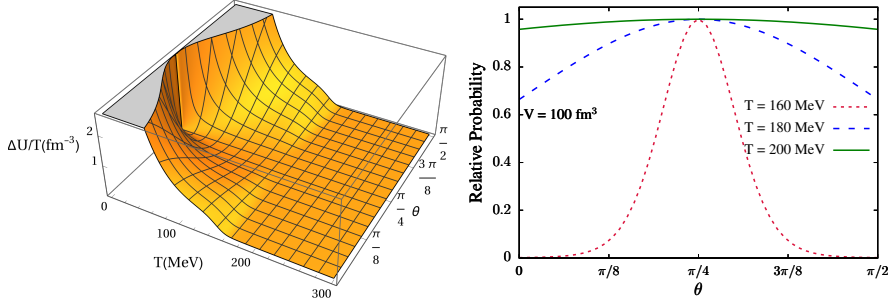 ΔU/T(fm⁻³)
2
1
0
100
200
300
T(MeV)
π/8
π/4
3π/8
π/2
θ
Relative Probability
1
0.8
0.6
0.4
0.2
0
V = 100 fm³
T = 160 MeV
T = 180 MeV
T = 200 MeV
0
π/8
π/4
3π/8
π/2
θ